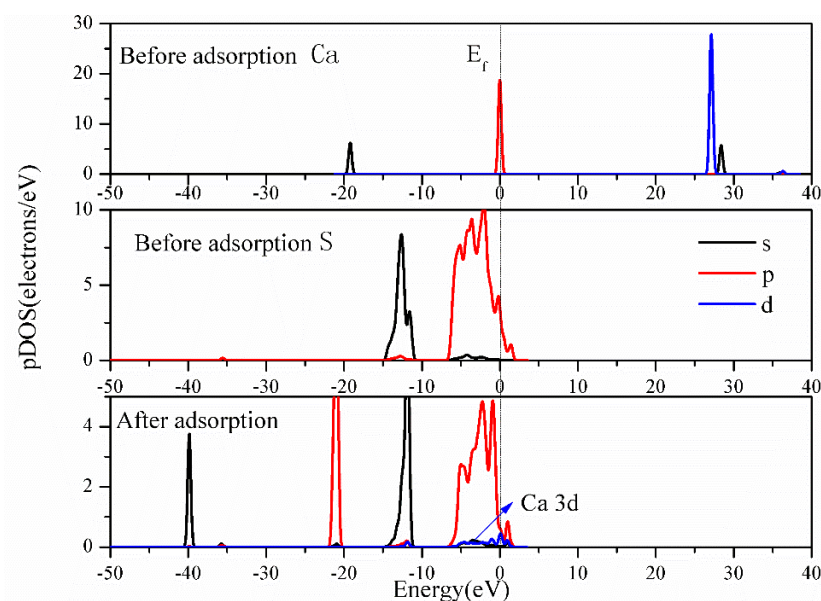 30
Before adsorption Ca
E_f
20
10
0
-50 -40 -30 -20 -10 0 10 20 30 40
10
Before adsorption S
s
5
p
d
0
-50 -40 -30 -20 -10 0 10 20 30 40
pDOS(electrons/eV)
After adsorption
4
2
Ca 3d
0
-50 -40 -30 -20 -10 0 10 20 30 40
Energy(eV)